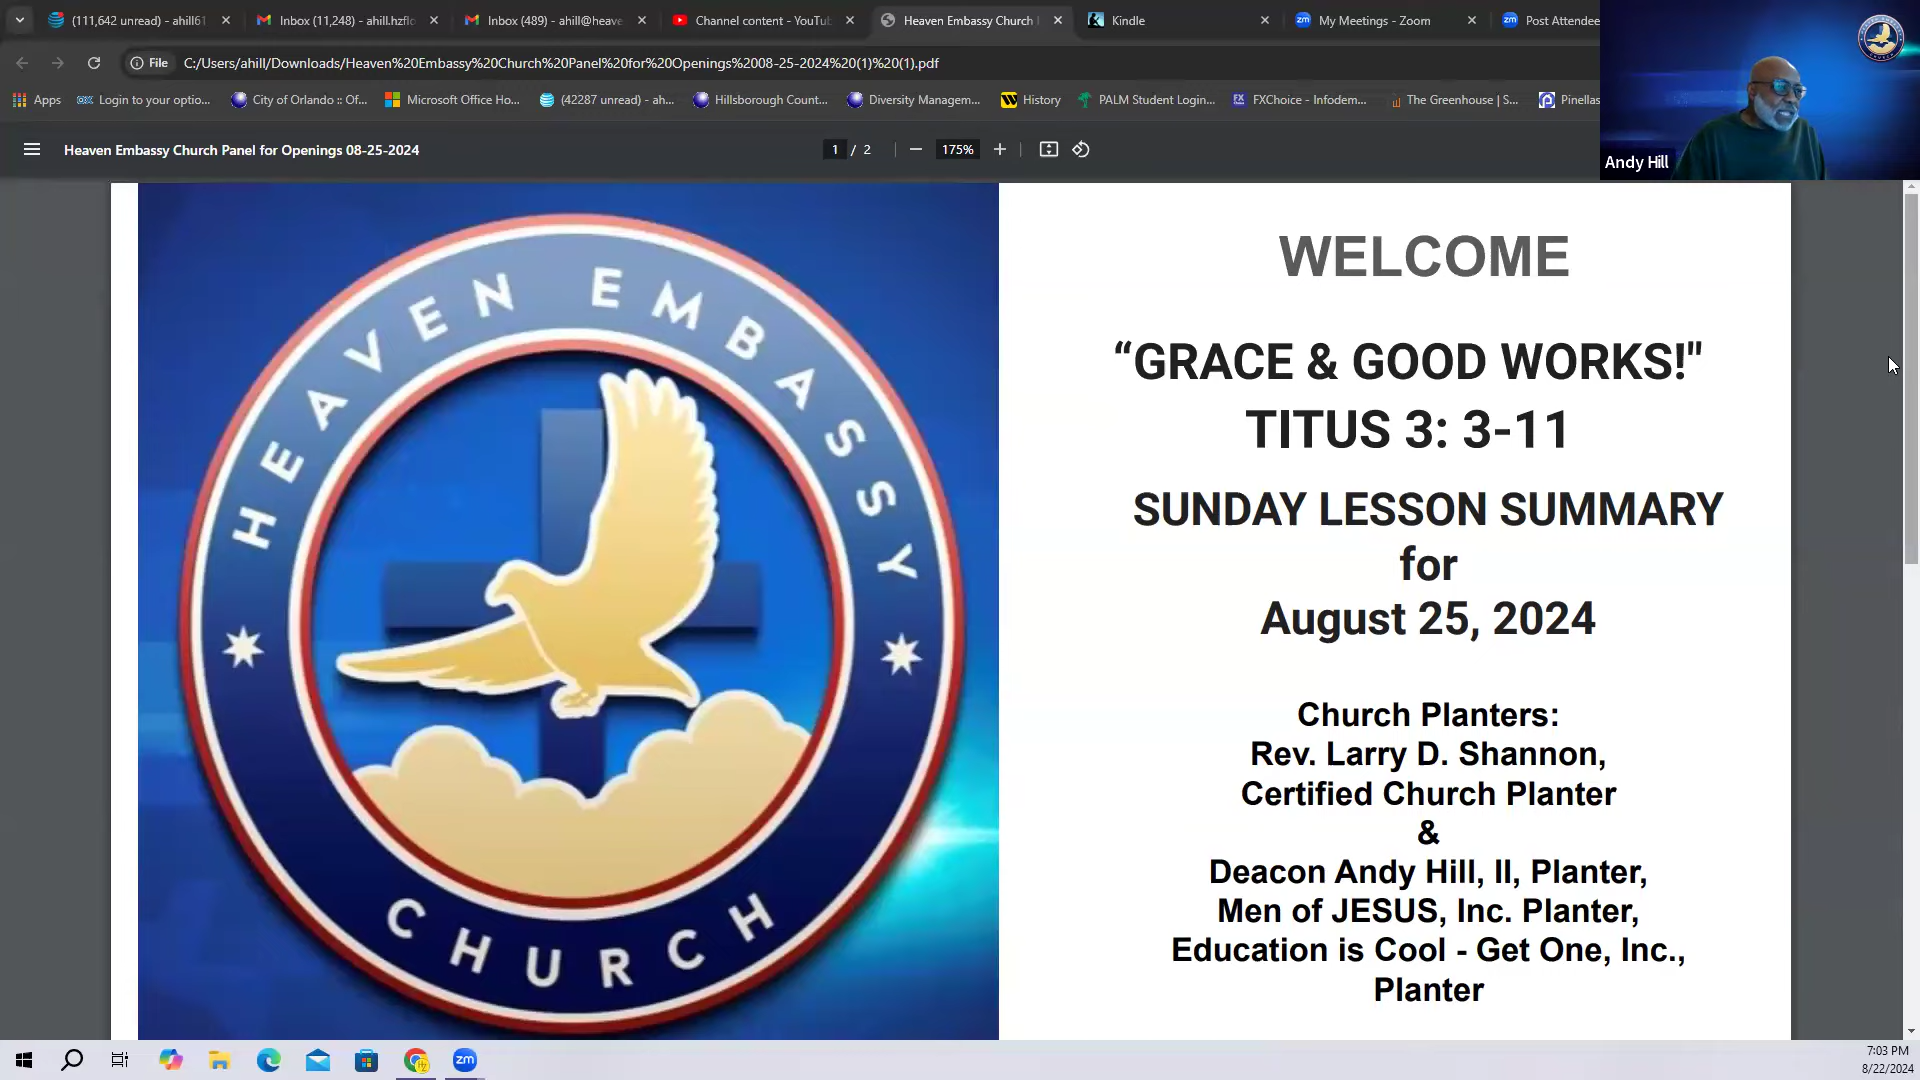 (111,642 unread) - ahill61
Inbox (11,248) - ahill.hzflo
Inbox (489) - ahill@heave
Channel content - YouTu
Heaven Embassy Church
Kindle
My Meetings - Zoom
Post Attendee
File
C:/Users/ahill/Downloads/Heaven%20Embassy%20Church%20Panel%20for%20Openings%2008-25-2024%20(1)%20(1).pdf
Apps
Login to your optio...
City of Orlando :: Of...
Microsoft Office Ho...
(42287 unread) - ah...
Hillsborough Count...
Diversity Managem...
History
PALM Student Login...
FXChoice - Infodem...
The Greenhouse | S...
Pinellas
Andy Hill
Heaven Embassy Church Panel for Openings 08-25-2024
1 / 2
175%
HEAVEN EMBASSY
CHURCH
WELCOME
“GRACE & GOOD WORKS!"
TITUS 3: 3-11
SUNDAY LESSON SUMMARY
for
August 25, 2024
Church Planters:
Rev. Larry D. Shannon,
Certified Church Planter
&
Deacon Andy Hill, II, Planter,
Men of JESUS, Inc. Planter,
Education is Cool - Get One, Inc.,
Planter
7:03 PM
8/22/2024